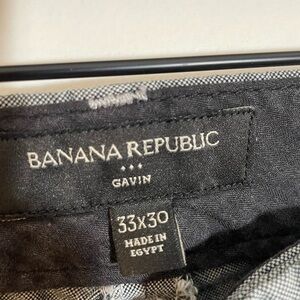 BANANA REPUBLIC
GAVIN
33X30
MADE IN
EGYPT